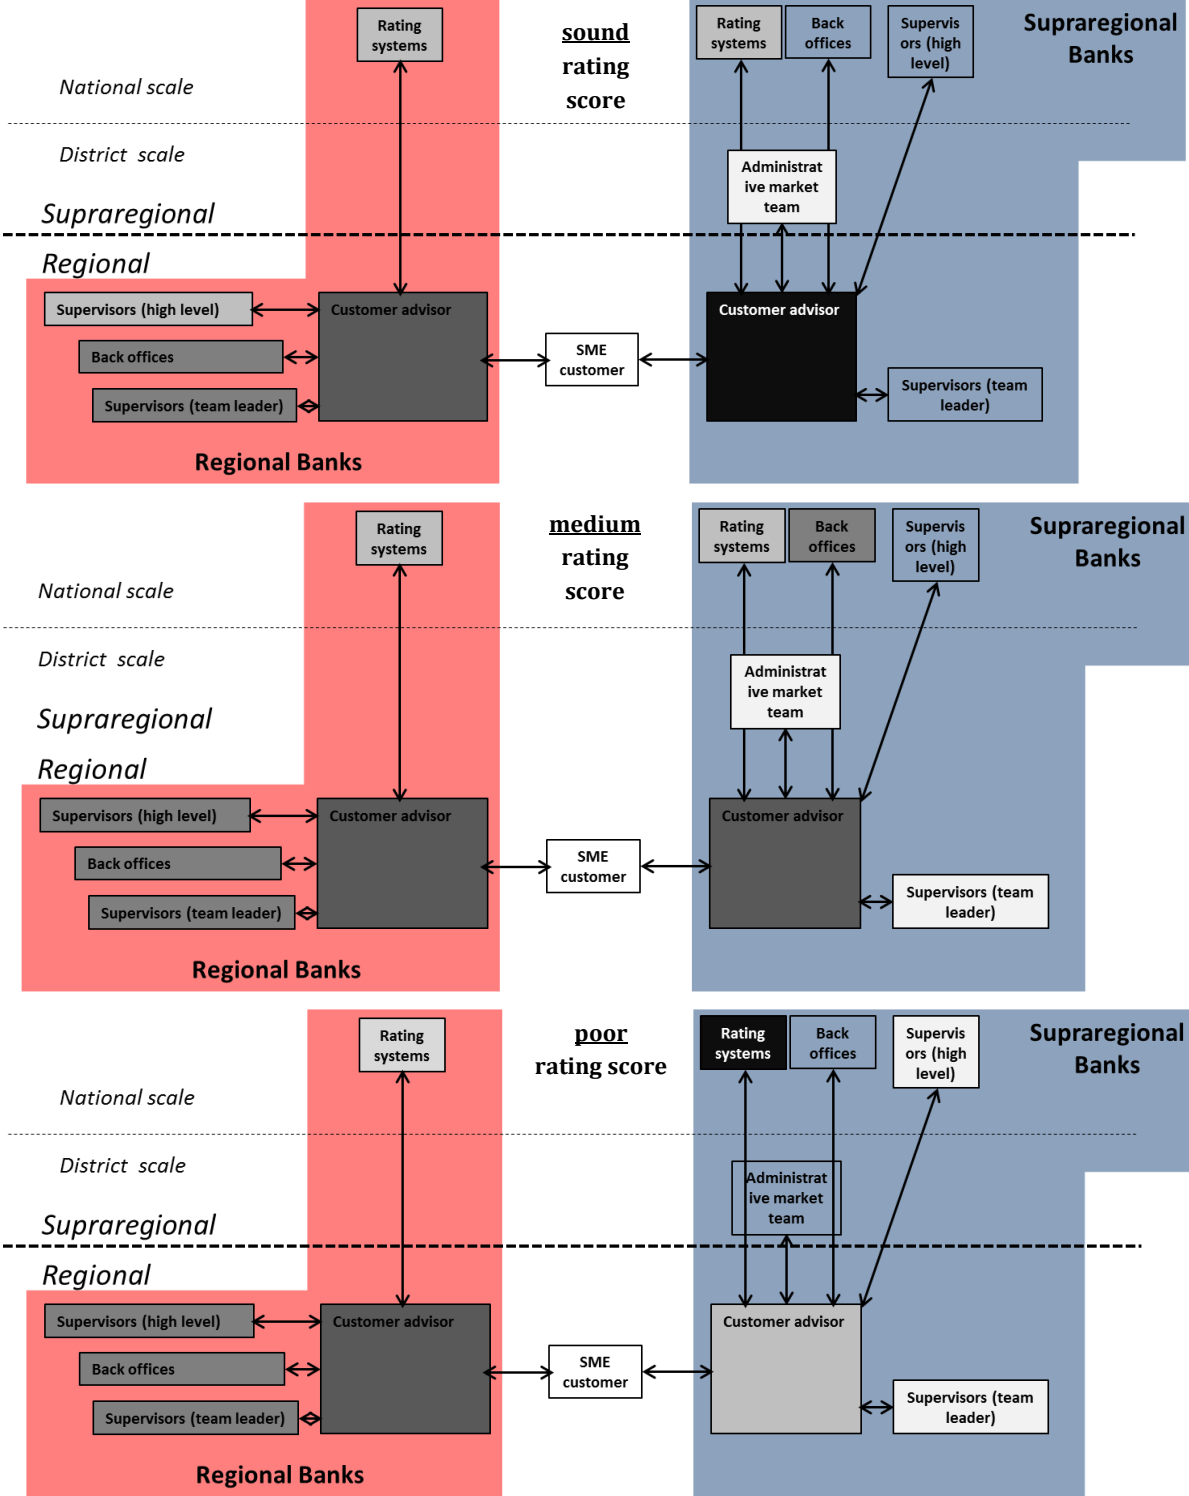 Rating
systems
sound
rating
score
Rating
systems
Back
offices
Supervis
ors (high
level)
Supraregional
Banks
National scale
District scale
Administrat
ive market
team
Supraregional
Regional
Supervisors (high level)
Customer advisor
Back offices
Supervisors (team leader)
SME
customer
Customer advisor
Supervisors (team
leader)
Regional Banks
Rating
systems
medium
rating
score
Rating
systems
Back
offices
Supervis
ors (high
level)
Supraregional
Banks
National scale
District scale
Administrat
ive market
team
Supraregional
Regional
Supervisors (high level)
Customer advisor
Back offices
Supervisors (team leader)
SME
customer
Customer advisor
Supervisors (team
leader)
Regional Banks
Rating
systems
poor
rating score
Rating
systems
Back
offices
Supervis
ors (high
level)
Supraregional
Banks
National scale
District scale
Administrat
ive market
team
Supraregional
Regional
Supervisors (high level)
Customer advisor
Back offices
Supervisors (team leader)
SME
customer
Customer advisor
Supervisors (team
leader)
Regional Banks